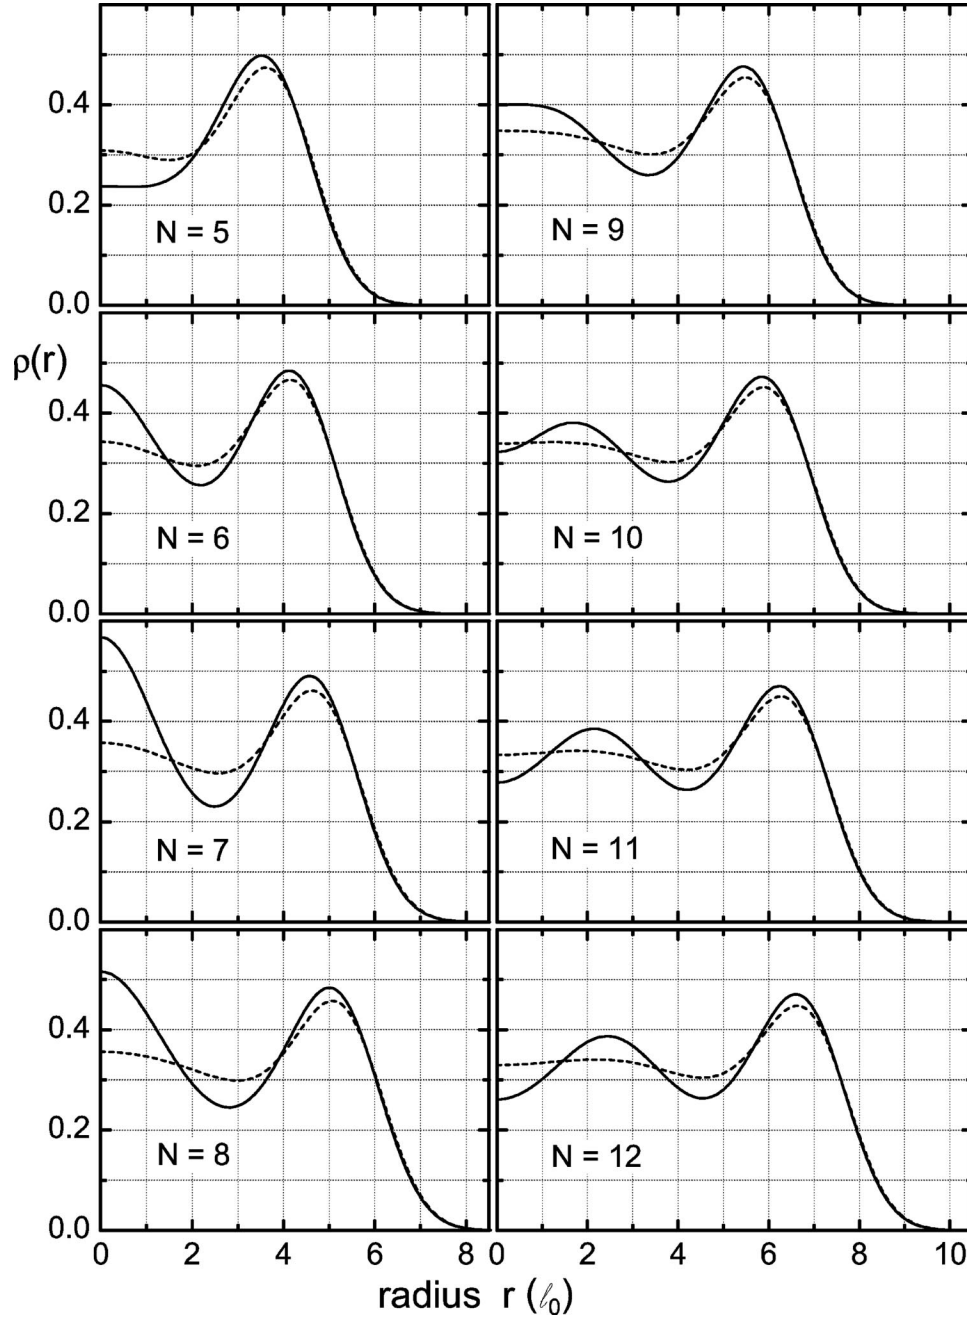 0.4
0.2
N = 5
N = 9
0.0
ρ(r)
0.4
0.2
N = 6
N = 10
0.0
0.4
0.2
N = 7
N = 11
0.0
0.4
0.2
N = 8
N = 12
0.0
0 2 4 6 8 0 2 4 6 8 10
radius r (ℓ₀)